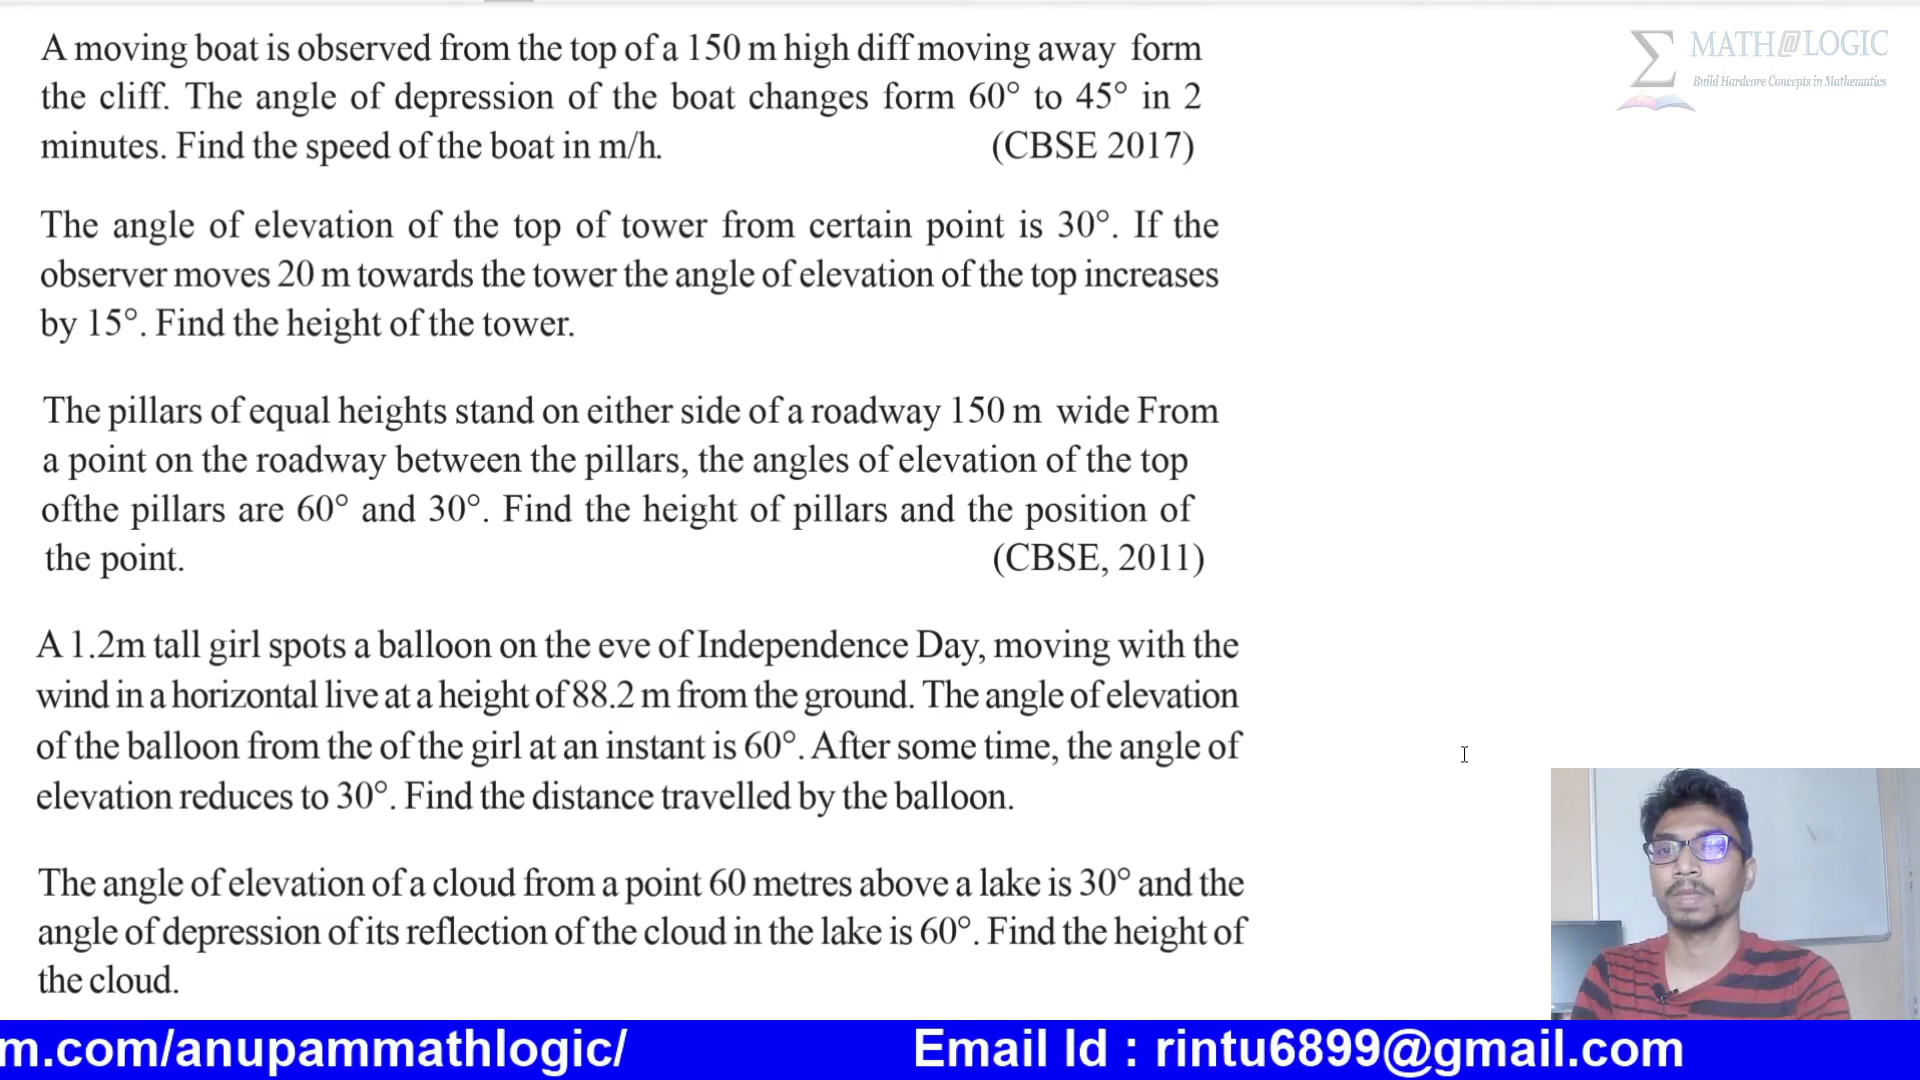 A moving boat is observed from the top of a 150 m high diff moving away form
the cliff. The angle of depression of the boat changes form 60° to 45° in 2
minutes. Find the speed of the boat in m/h. (CBSE 2017)
The angle of elevation of the top of tower from certain point is 30°. If the
observer moves 20 m towards the tower the angle of elevation of the top increases
by 15°. Find the height of the tower.
The pillars of equal heights stand on either side of a roadway 150 m wide From
a point on the roadway between the pillars, the angles of elevation of the top
ofthe pillars are 60° and 30°. Find the height of pillars and the position of
the point. (CBSE, 2011)
A 1.2m tall girl spots a balloon on the eve of Independence Day, moving with the
wind in a horizontal live at a height of 88.2 m from the ground. The angle of elevation
of the balloon from the of the girl at an instant is 60°. After some time, the angle of
elevation reduces to 30°. Find the distance travelled by the balloon.
The angle of elevation of a cloud from a point 60 metres above a lake is 30° and the
angle of depression of its reflection of the cloud in the lake is 60°. Find the height of
the cloud.
Σ MATH@LOGIC
Build Hardcore Concepts in Mathematics
m.com/anupammathlogic/ Email Id : rintu6899@gmail.com